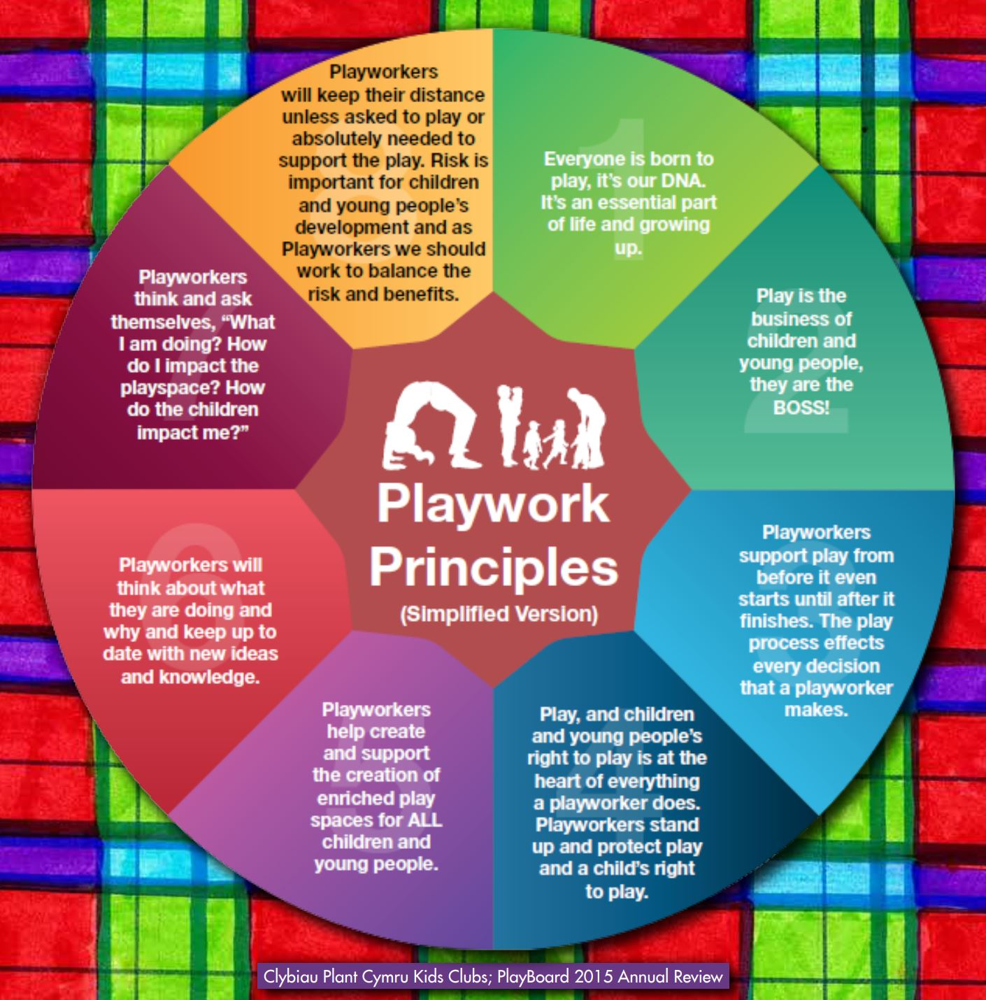 Playwork
Principles
(Simplified Version)
1
Everyone is born to
play, it's our DNA.
It's an essential part
of life and growing
up.
2
Play is the
business of
children and
young people,
they are the
BOSS!
3
Playworkers
support play from
before it even
starts until after it
finishes. The play
process effects
every decision
that a playworker
makes.
4
Play, and children
and young people's
right to play is at the
heart of everything
a playworker does.
Playworkers stand
up and protect play
and a child's right
to play.
5
Playworkers
help create
and support
the creation of
enriched play
spaces for ALL
children and
young people.
6
Playworkers will
think about what
they are doing and
why and keep up to
date with new ideas
and knowledge.
7
Playworkers
think and ask
themselves, “What
I am doing? How
do I impact the
playspace? How
do the children
impact me?”
8
Playworkers
will keep their distance
unless asked to play or
absolutely needed to
support the play. Risk is
important for children
and young people's
development and as
Playworkers we should
work to balance the
risk and benefits.
Clybiau Plant Cymru Kids Clubs; PlayBoard 2015 Annual Review